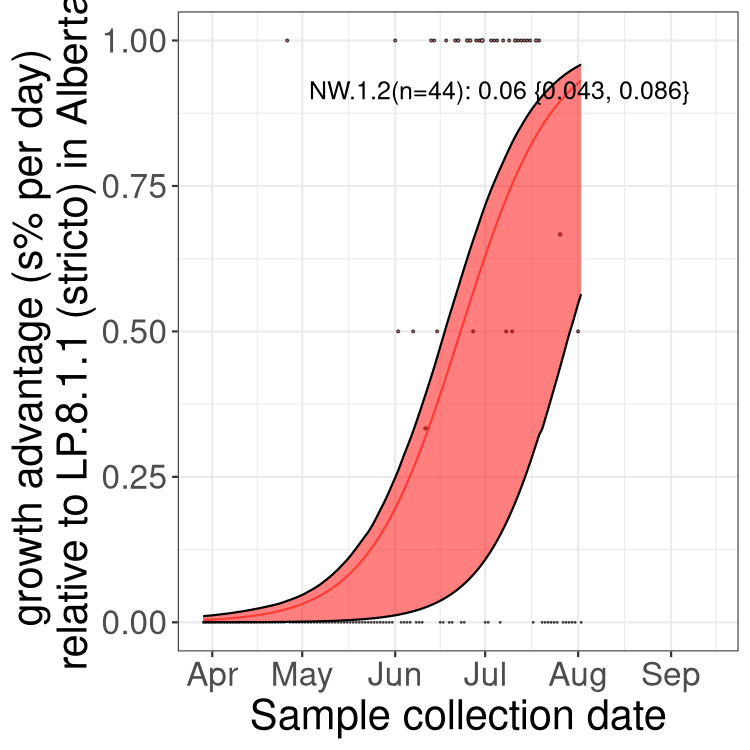 growth advantage (s% per day)
relative to LP.8.1.1 (stricto) in Alberta
1.00
0.75
0.50
0.25
0.00
NW.1.2(n=44): 0.06 {0.043, 0.086}
Apr May Jun Jul Aug Sep
Sample collection date